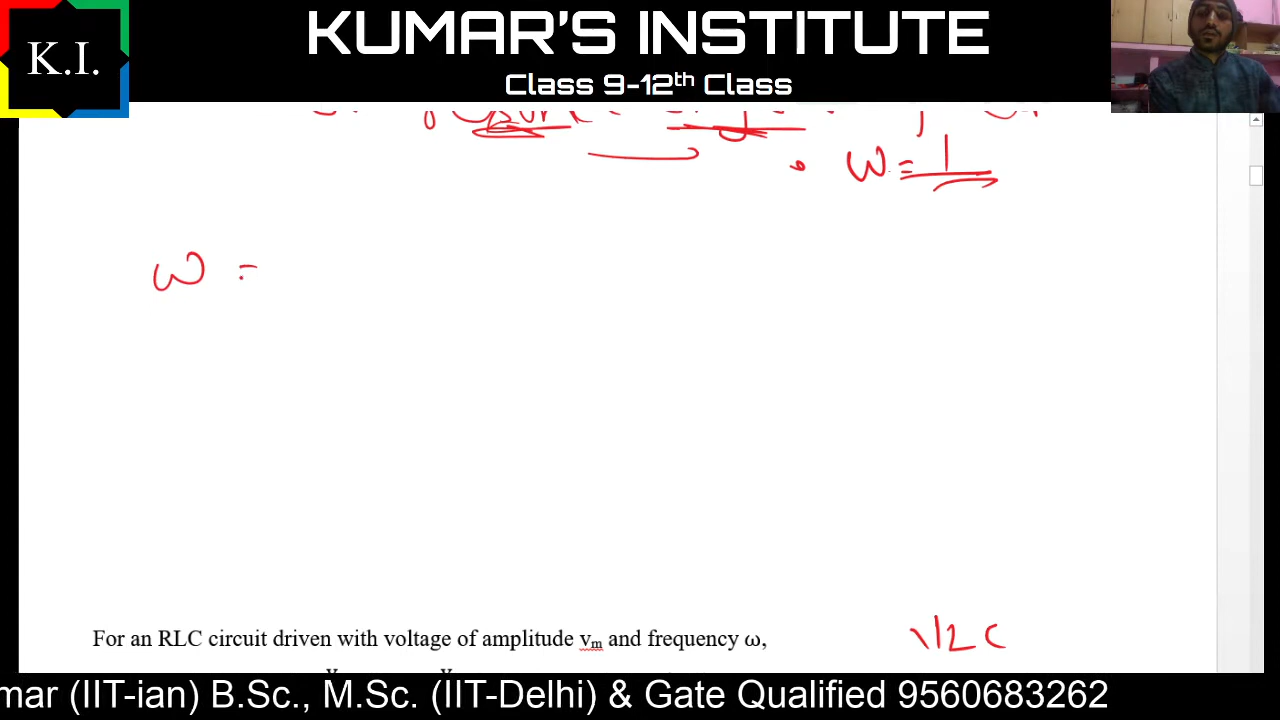 KUMAR'S INSTITUTE
K.I.
Class 9-12th Class
ω = 1
ω =
For an RLC circuit driven with voltage of amplitude vm and frequency ω,
mar (IIT-ian) B.Sc., M.Sc. (IIT-Delhi) & Gate Qualified 9560683262